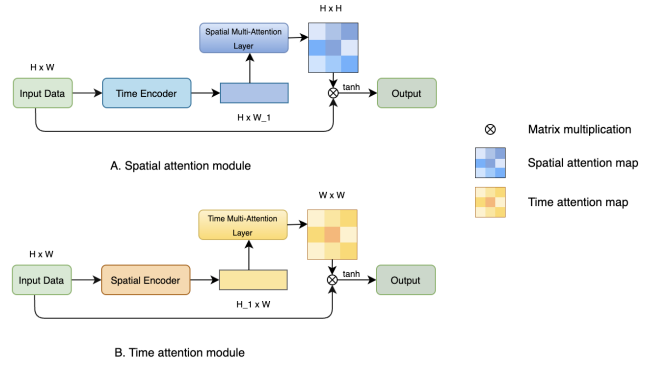 H x H
Spatial Multi-Attention
Layer
H x W
Input Data
Time Encoder
tanh
Output
H x W_1
A. Spatial attention module
Matrix multiplication
Spatial attention map
Time attention map
W x W
Time Multi-Attention
Layer
H x W
Input Data
Spatial Encoder
tanh
Output
H_1 x W
B. Time attention module